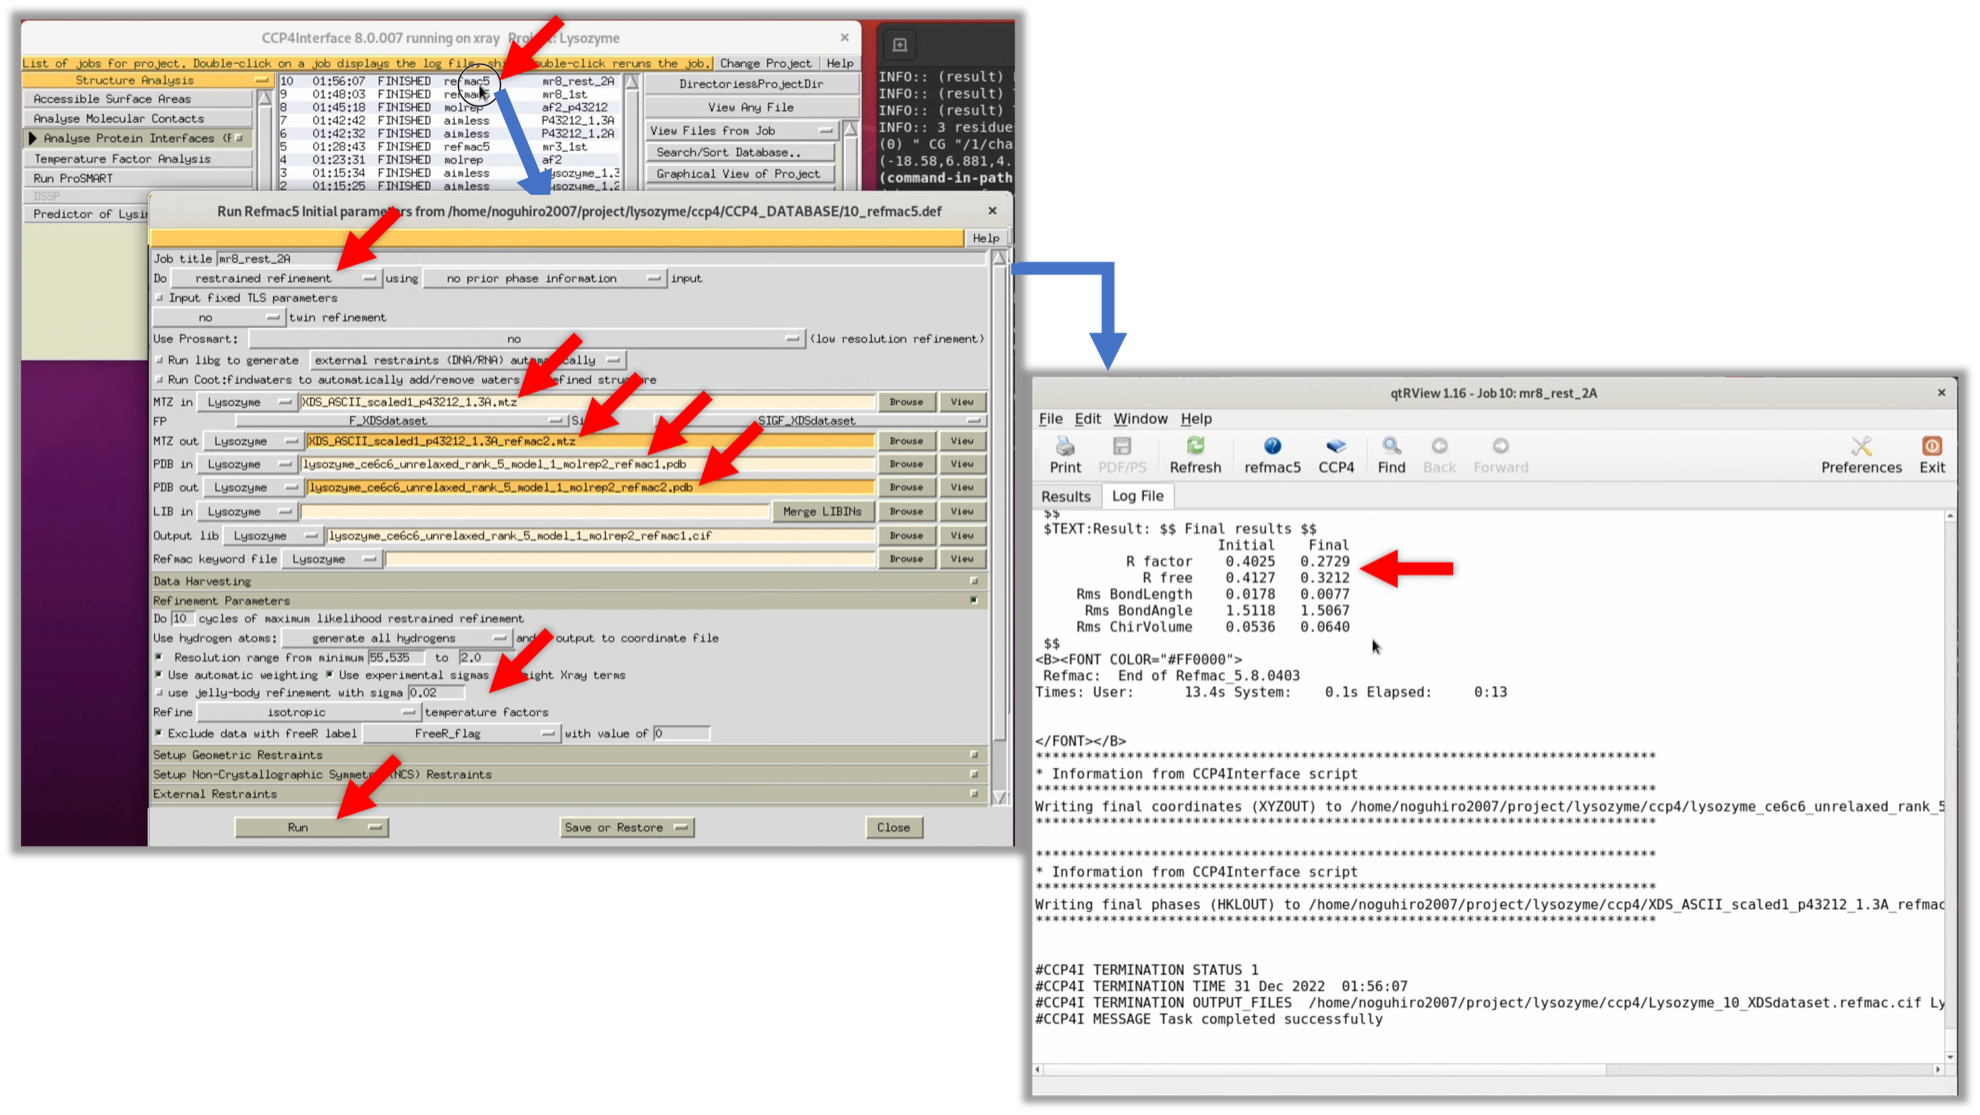 CCP4Interface 8.0.007 running on xray Pro : Lysozyme
List of jobs for project. Double-click on a job displays the log file, sh uble-click reruns the job. Change Project Help
Structure Analysis
Accessible Surface Areas
Analyse Molecular Contacts
Analyse Protein Interfaces (F
Temperature Factor Analysis
Run ProSMART
DSSP
Predictor of Lysi
10 01:56:07 FINISHED refmac5 mr8_rest_2A
9 01:48:03 FINISHED refmac mr8_1st
8 01:45:18 FINISHED molrep af2_p43212
7 01:42:42 FINISHED aimless P43212_1.3A
6 01:42:32 FINISHED aimless P43212_1.2A
5 01:28:43 FINISHED refmac5 mr3_1st
4 01:23:31 FINISHED molrep af2
3 01:15:34 FINISHED aimless ysozyme_1.3
2 01:15:25 FINISHED aimless ysozyme_1.2
Directories&ProjectDir
View Any File
View Files from Job
Search/Sort Database..
Graphical View of Project
INFO:: (result)
INFO:: (result)
INFO:: (result)
INFO:: 3 residue
(0) " CG "/1/cha
(-18.58,6.881,4.
(command-in-path
Run Refmac5 Initial parameters from /home/noguhiro2007/project/lysozyme/ccp4/CCP4_DATABASE/10_refmac5.def
Help
Job title mr8_rest_2A
Do restrained refinement using no prior phase information input
Input fixed TLS parameters
no twin refinement
Use Prosmart: no (low resolution refinement)
Run libg to generate external restraints (DNA/RNA) automatically
Run Coot:findwaters to automatically add/remove waters efined structure
MTZ in Lysozyme XDS_ASCII_scaled1_p43212_1.3A.mtz Browse View
FP F_XDSdataset Si SIGF_XDSdataset
MTZ out Lysozyme XDS_ASCII_scaled1_p43212_1.3A_refmac2.mtz Browse View
PDB in Lysozyme lysozyme_ce6c6_unrelaxed_rank_5_model_1_molrep2_refmac1.pdb Browse View
PDB out Lysozyme lysozyme_ce6c6_unrelaxed_rank_5_model_1_molrep2_refmac2.pdb Browse View
LIB in Lysozyme Merge LIBINs Browse View
Output lib Lysozyme lysozyme_ce6c6_unrelaxed_rank_5_model_1_molrep2_refmac1.cif Browse View
Refmac keyword file Lysozyme Browse View
Data Harvesting
Refinement Parameters
Do 10 cycles of maximum likelihood restrained refinement
Use hydrogen atoms: generate all hydrogens and output to coordinate file
Resolution range from minimum 55.535 to 2.0
Use automatic weighting Use experimental sigmas eight Xray terms
use jelly-body refinement with sigma 0.02
Refine isotropic temperature factors
Exclude data with freeR label FreeR_flag with value of 0
Setup Geometric Restraints
Setup Non-Crystallographic Symmetry (NCS) Restraints
External Restraints
Run Save or Restore Close
qtRView 1.16 - Job 10: mr8_rest_2A
File Edit Window Help
Print PDF/PS Refresh refmac5 CCP4 Find Back Forward Preferences Exit
Results Log File
$$
$TEXT:Result: $$ Final results $$
Initial Final
R factor 0.4025 0.2729
R free 0.4127 0.3212
Rms BondLength 0.0178 0.0077
Rms BondAngle 1.5118 1.5067
Rms ChirVolume 0.0536 0.0640
$$
<B><FONT COLOR="#FF0000">
Refmac: End of Refmac_5.8.0403
Times: User: 13.4s System: 0.1s Elapsed: 0:13
</FONT></B>
***************************************************************************
* Information from CCP4Interface script
***************************************************************************
Writing final coordinates (XYZOUT) to /home/noguhiro2007/project/lysozyme/ccp4/lysozyme_ce6c6_unrelaxed_rank_5
***************************************************************************
***************************************************************************
* Information from CCP4Interface script
***************************************************************************
Writing final phases (HKLOUT) to /home/noguhiro2007/project/lysozyme/ccp4/XDS_ASCII_scaled1_p43212_1.3A_refmac
***************************************************************************
#CCP4I TERMINATION STATUS 1
#CCP4I TERMINATION TIME 31 Dec 2022 01:56:07
#CCP4I TERMINATION OUTPUT_FILES /home/noguhiro2007/project/lysozyme/ccp4/Lysozyme_10_XDSdataset.refmac.cif Ly
#CCP4I MESSAGE Task completed successfully